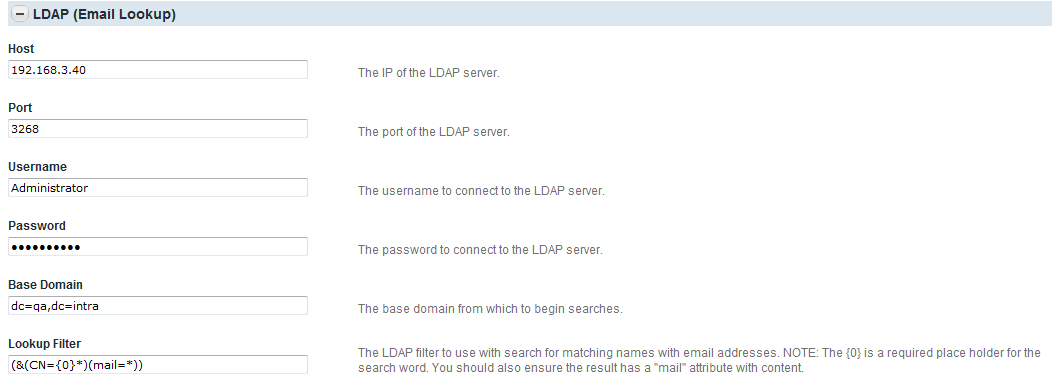 LDAP (Email Lookup)
Host
192.168.3.40
The IP of the LDAP server.
Port
3268
The port of the LDAP server.
Username
Administrator
The username to connect to the LDAP server.
Password
••••••••••
The password to connect to the LDAP server.
Base Domain
dc=qa,dc=intra
The base domain from which to begin searches.
Lookup Filter
(&(CN={0}*)(mail=*))
The LDAP filter to use with search for matching names with email addresses. NOTE: The {0} is a required place holder for the
search word. You should also ensure the result has a "mail" attribute with content.